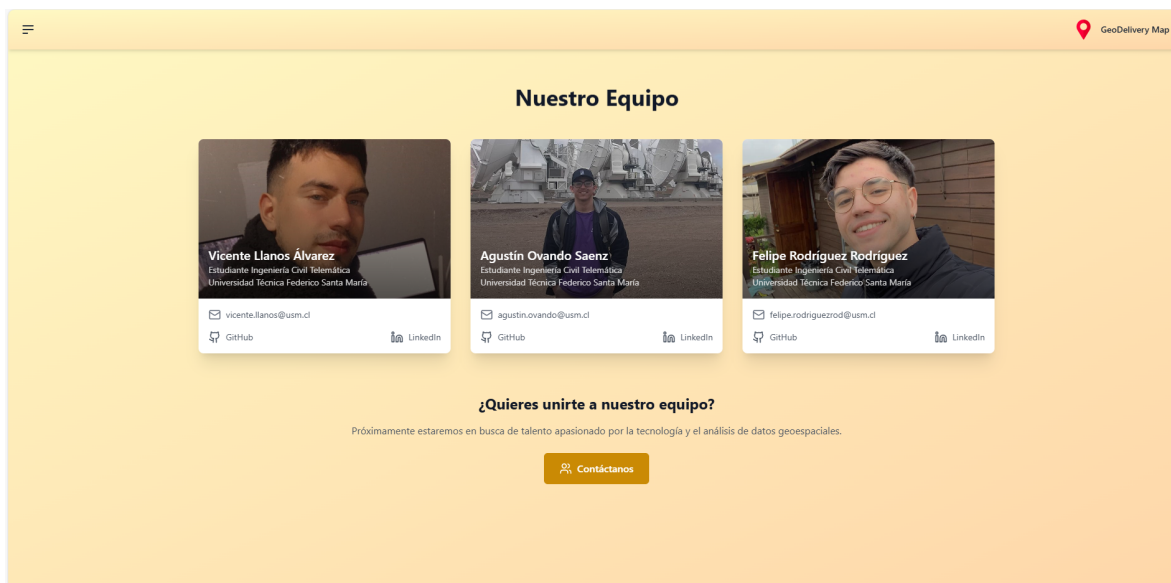 GeoDelivery Map
Nuestro Equipo
Vicente Llanos Álvarez
Estudiante Ingeniería Civil Telemática
Universidad Técnica Federico Santa María
vicente.llanos@usm.cl
GitHub
LinkedIn
Agustín Ovando Saenz
Estudiante Ingeniería Civil Telemática
Universidad Técnica Federico Santa María
agustin.ovando@usm.cl
GitHub
LinkedIn
Felipe Rodríguez Rodríguez
Estudiante Ingeniería Civil Telemática
Universidad Técnica Federico Santa María
felipe.rodriguezrod@usm.cl
GitHub
LinkedIn
¿Quieres unirte a nuestro equipo?
Próximamente estaremos en busca de talento apasionado por la tecnología y el análisis de datos geoespaciales.
Contáctanos